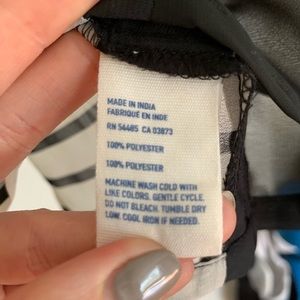 MADE IN INDIA
FABRIQUÉ EN INDE
RN 54485 CA 03873
100% POLYESTER
100% POLYESTER
MACHINE WASH COLD WITH
LIKE COLORS. GENTLE CYCLE.
DO NOT BLEACH. TUMBLE DRY
LOW. COOL IRON IF NEEDED.